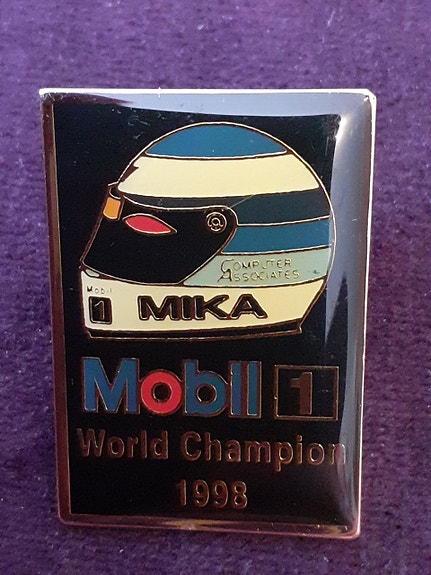 COMPUTER
ASSOCIATES
Mobil
1 MIKA
Mobil 1
World Champion
1998